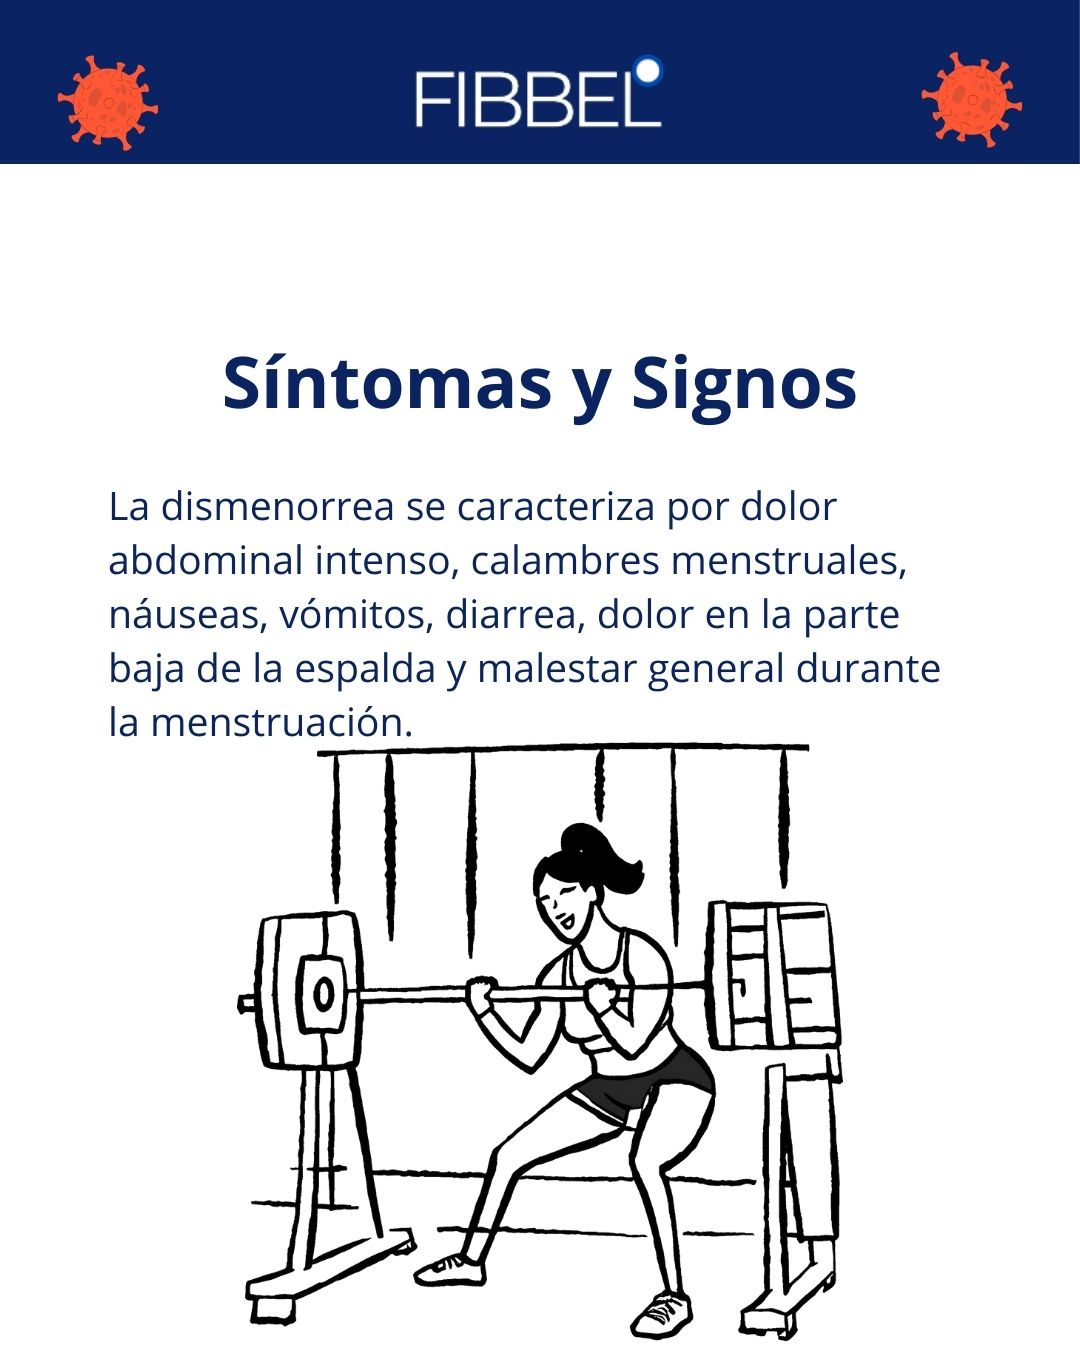 FIBBEL
Síntomas y Signos
La dismenorrea se caracteriza por dolor
abdominal intenso, calambres menstruales,
náuseas, vómitos, diarrea, dolor en la parte
baja de la espalda y malestar general durante
la menstruación.